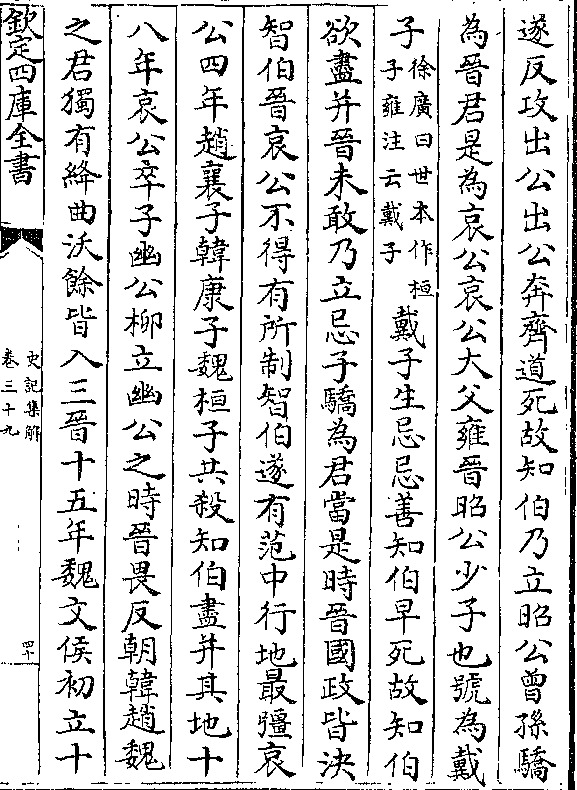 遂反攻出公出公奔齊道死故知伯乃立昭公曾孫驕
為晉君是為哀公哀公大父雍晉昭公少子也號為戴
子
徐廣曰世本作桓
子雍注云戴子
戴子生忌忌善知伯早死故知伯
欲盡并晉未敢乃立忌子驕為君當是時晉國政皆決
智伯晉哀公不得有所制智伯遂有范中行地最彊哀
公四年趙襄子韓康子魏桓子共殺知伯盡并其地十
八年哀公卒子幽公柳立幽公之時晉畏反朝韓趙魏
之君獨有絳曲沃餘皆入三晉十五年魏文侯初立十
欽定四庫全書
史記集解
卷三十九
四十